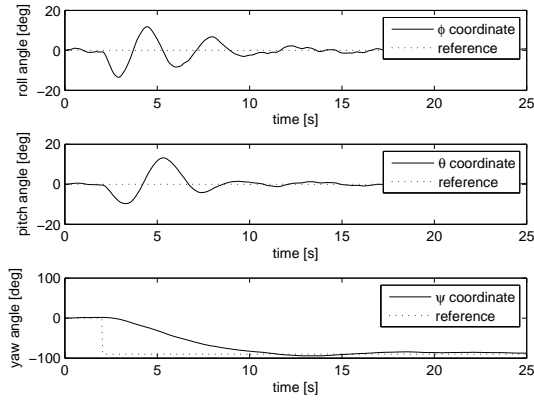 20
0
−20
roll angle [deg]
φ coordinate
reference
0 5 10 15 20 25
time [s]
20
0
−20
pitch angle [deg]
θ coordinate
reference
0 5 10 15 20 25
time [s]
100
0
−100
yaw angle [deg]
ψ coordinate
reference
0 5 10 15 20 25
time [s]